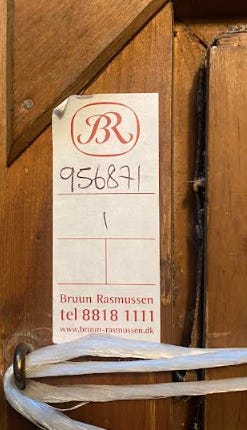 BR
956871
1
Bruun Rasmussen
tel 8818 1111
www.bruun-rasmussen.dk